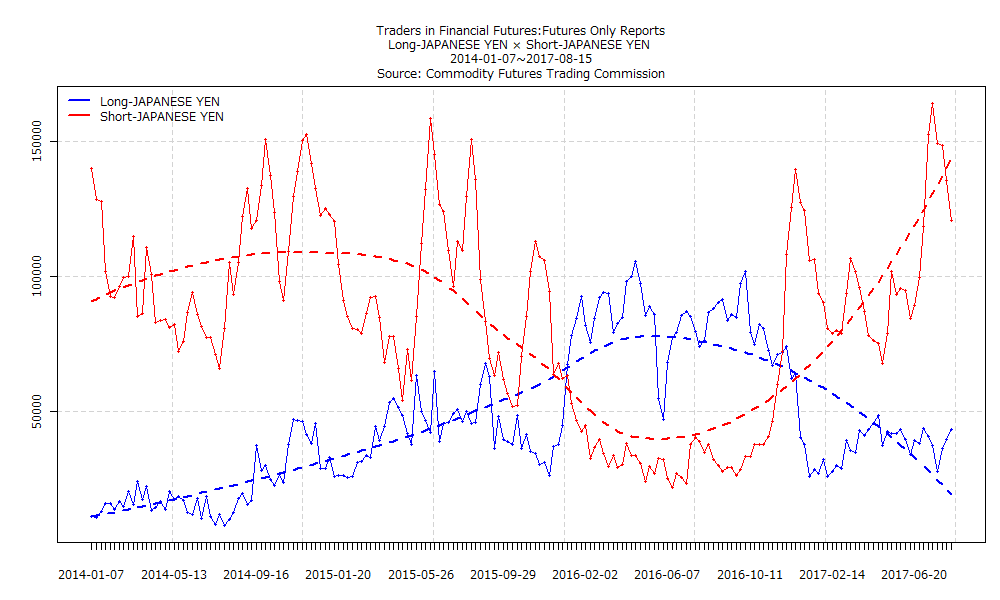 Traders in Financial Futures:Futures Only Reports
Long-JAPANESE YEN × Short-JAPANESE YEN
2014-01-07~2017-08-15
Source: Commodity Futures Trading Commission
Long-JAPANESE YEN
Short-JAPANESE YEN
150000
100000
50000
2014-01-07 2014-05-13 2014-09-16 2015-01-20 2015-05-26 2015-09-29 2016-02-02 2016-06-07 2016-10-11 2017-02-14 2017-06-20